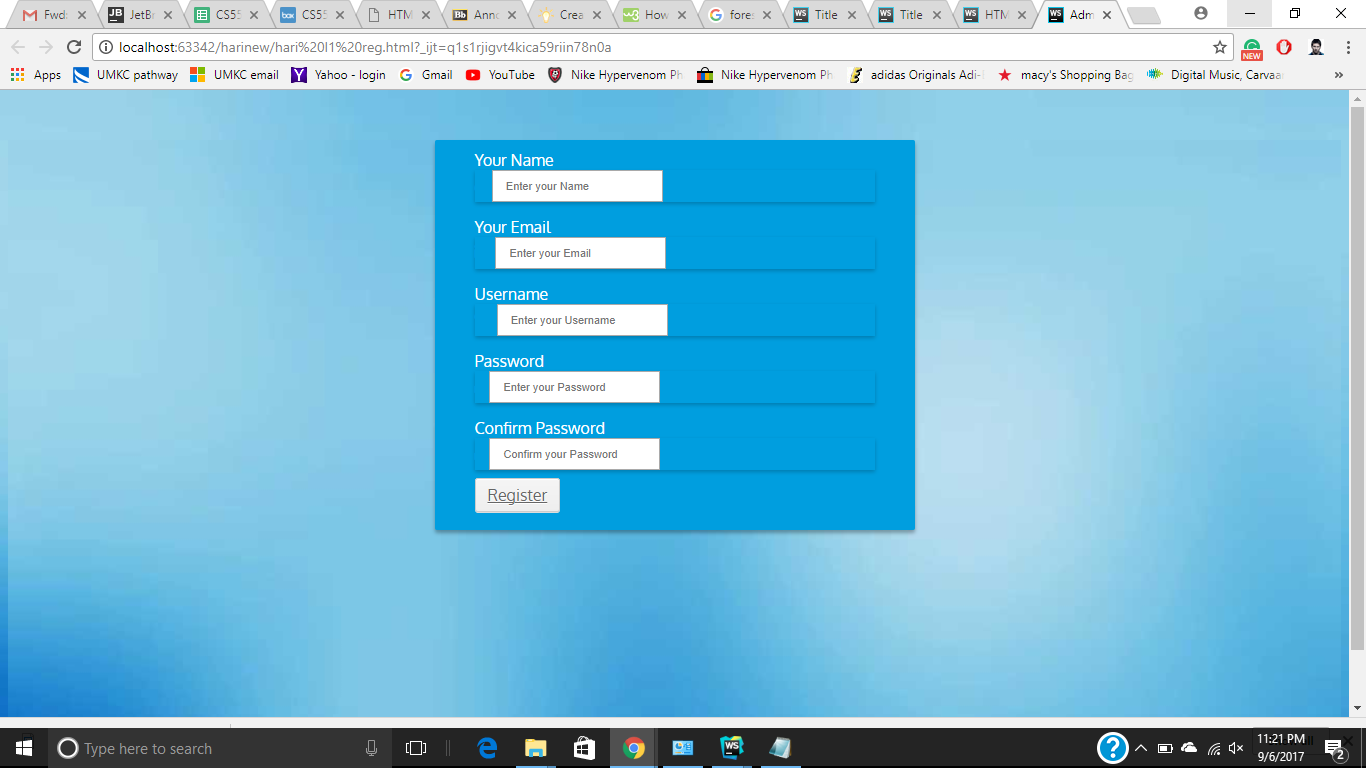 Fwd: JetBr CS55 CS55 HTM Anno Crea How fores Title Title HTM Adm
localhost:63342/harinew/hari%20l1%20reg.html?_ijt=q1s1rjigvt4kica59riin78n0a
NEW
Apps UMKC pathway UMKC email Yahoo - login Gmail YouTube Nike Hypervenom Ph Nike Hypervenom Ph adidas Originals Adi- macy's Shopping Bag Digital Music, Carvaa »
Your Name
Enter your Name
Your Email
Enter your Email
Username
Enter your Username
Password
Enter your Password
Confirm Password
Confirm your Password
Register
Type here to search
11:21 PM
9/6/2017
2